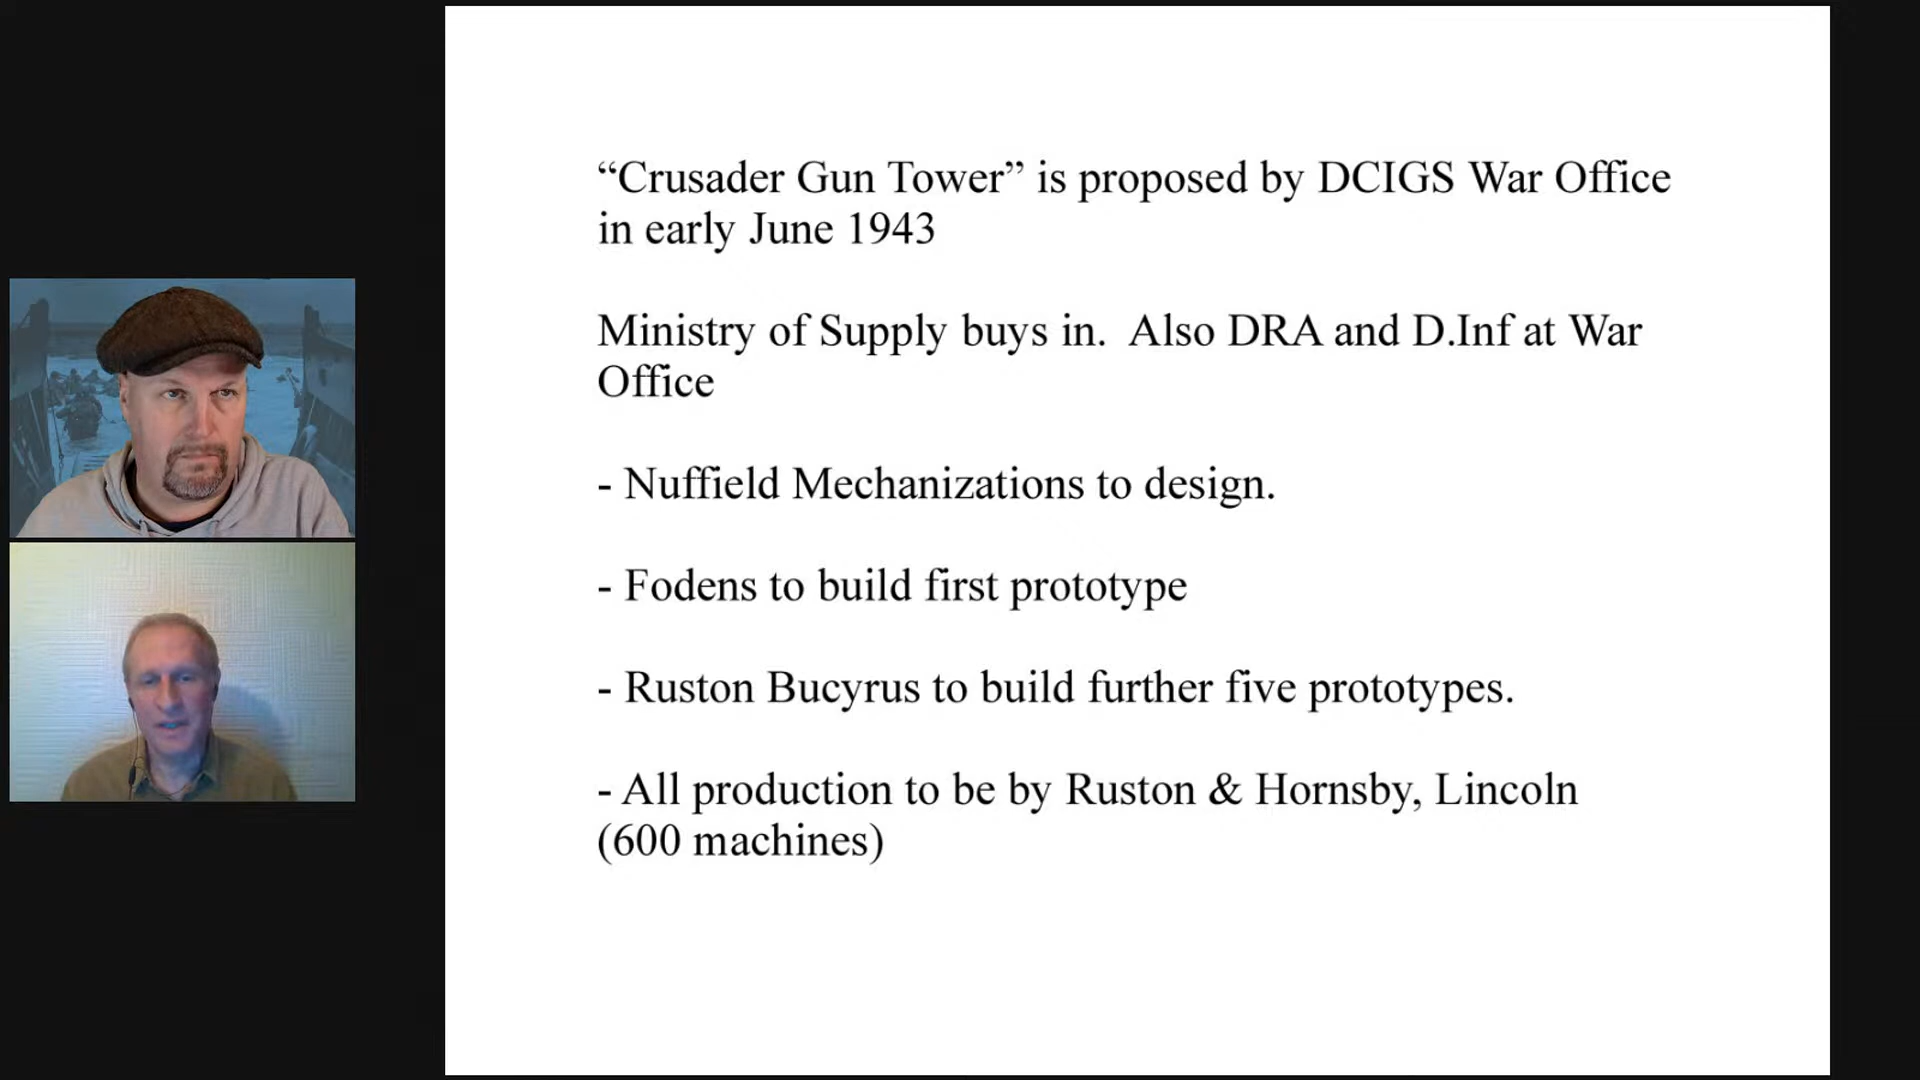 “Crusader Gun Tower” is proposed by DCIGS War Office
in early June 1943
Ministry of Supply buys in.  Also DRA and D.Inf at War
Office
- Nuffield Mechanizations to design.
- Fodens to build first prototype
- Ruston Bucyrus to build further five prototypes.
- All production to be by Ruston & Hornsby, Lincoln
(600 machines)